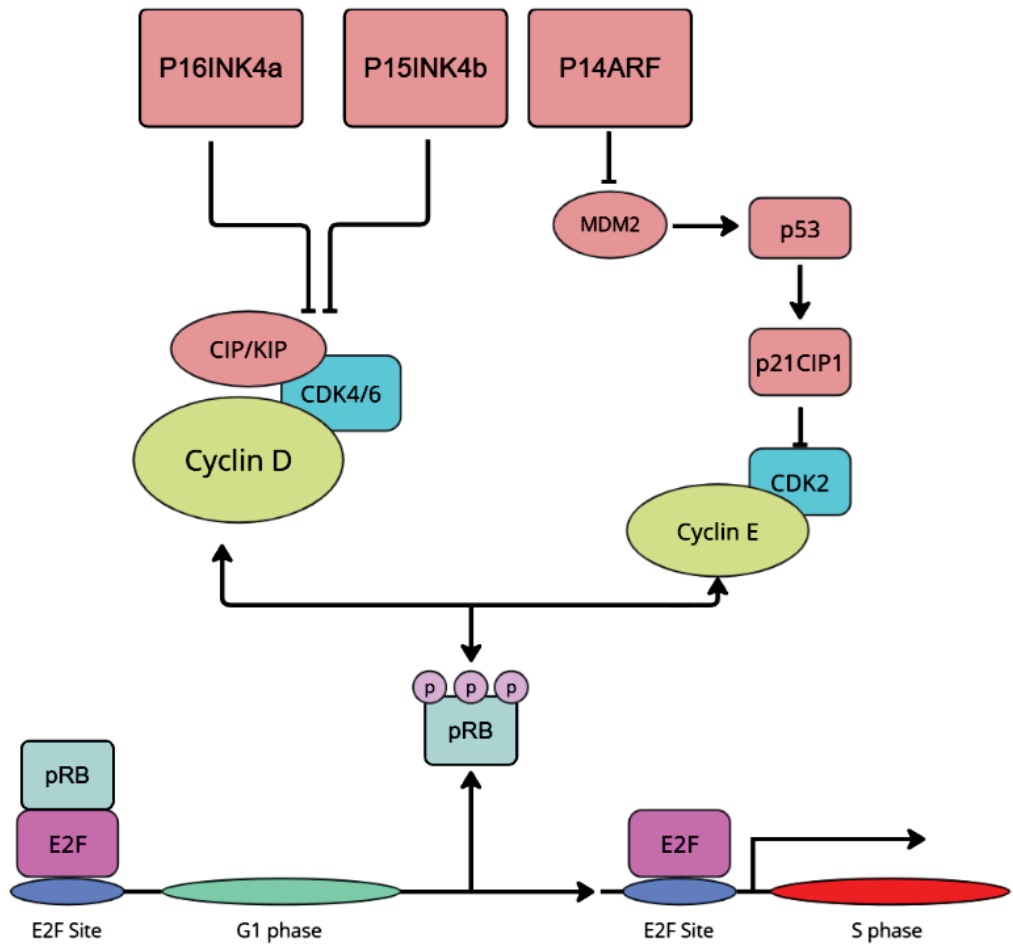 P16INK4a
P15INK4b
P14ARF
MDM2
p53
CIP/KIP
CDK4/6
p21CIP1
Cyclin D
CDK2
Cyclin E
p
p
p
pRB
pRB
E2F
E2F
E2F Site
G1 phase
E2F Site
S phase